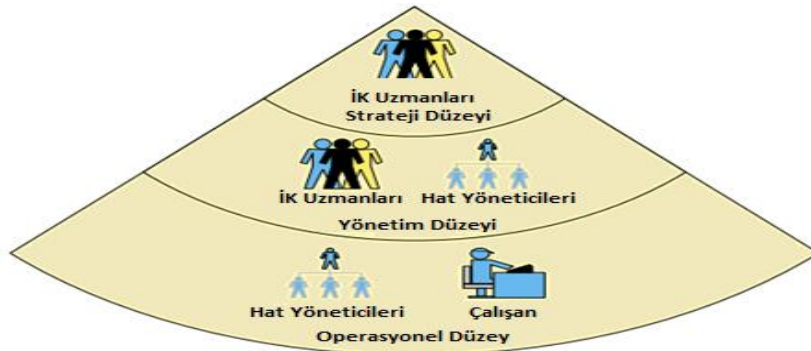 İK Uzmanları
Strateji Düzeyi
İK Uzmanları Hat Yöneticileri
Yönetim Düzeyi
Hat Yöneticileri Çalışan
Operasyonel Düzey